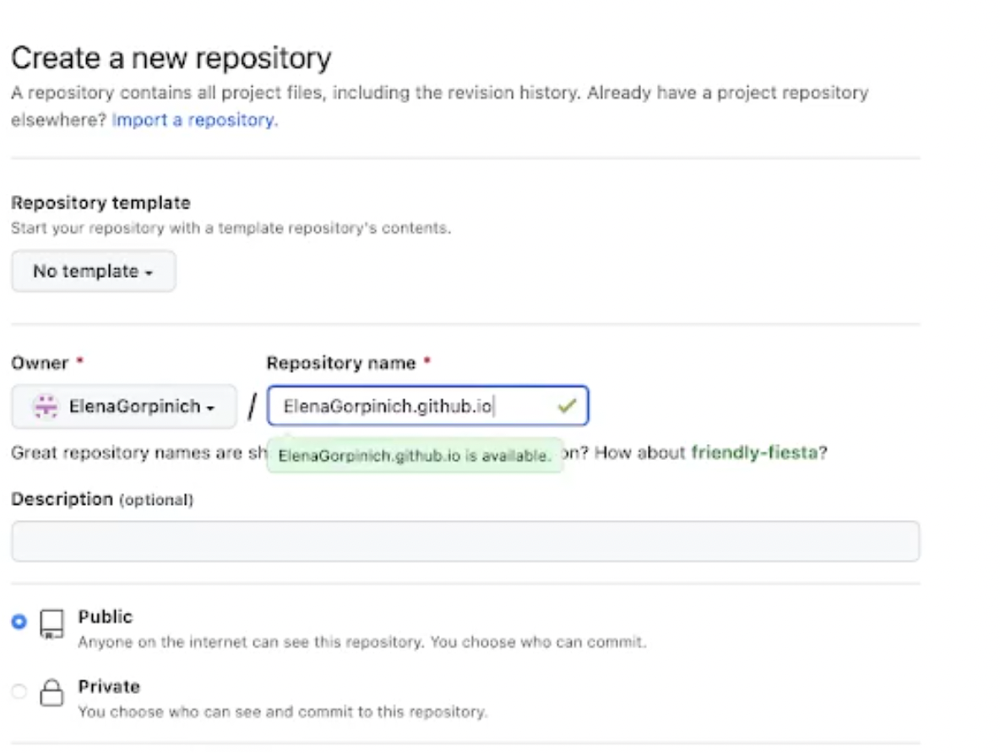 Create a new repository
A repository contains all project files, including the revision history. Already have a project repository
elsewhere? Import a repository.
Repository template
Start your repository with a template repository's contents.
No template
Owner *
Repository name *
ElenaGorpinich
/
ElenaGorpinich.github.io
Great repository names are sh
ElenaGorpinich.github.io is available.
on? How about friendly-fiesta?
Description (optional)
Public
Anyone on the internet can see this repository. You choose who can commit.
Private
You choose who can see and commit to this repository.